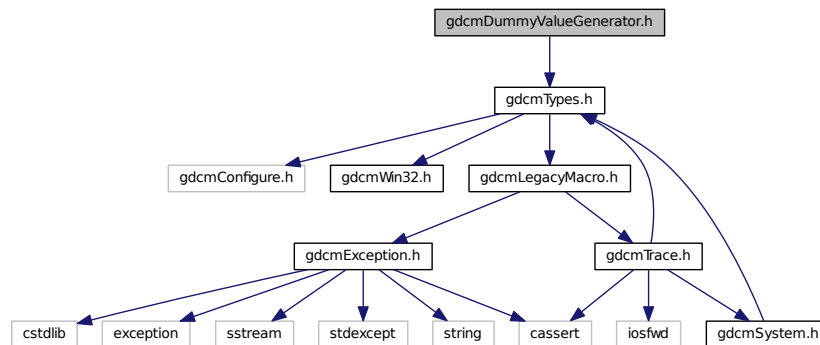 gdcmDummyValueGenerator.h
gdcmTypes.h
gdcmConfigure.h
gdcmWin32.h
gdcmLegacyMacro.h
gdcmException.h
gdcmTrace.h
cstdlib
exception
sstream
stdexcept
string
cassert
iosfwd
gdcmSystem.h